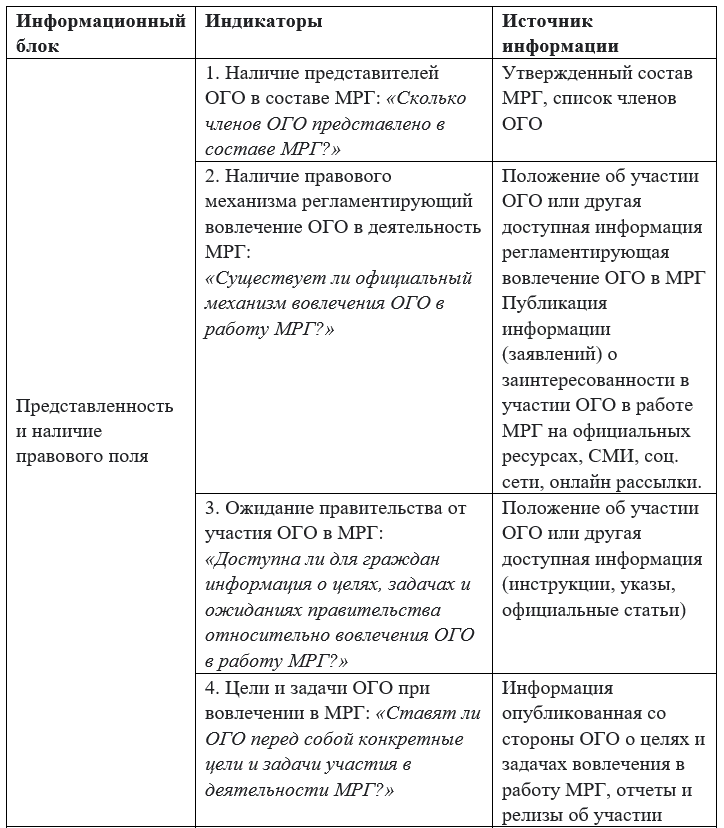 Информационный блок
Индикаторы
Источник информации
Представленность
и наличие
правового поля
1. Наличие представителей
ОГО в составе МРГ: «Сколько
членов ОГО представлено в
составе МРГ?»
Утвержденный состав
МРГ, список членов
ОГО
2. Наличие правового
механизма регламентирующий
вовлечение ОГО в деятельность
МРГ:
«Существует ли официальный
механизм вовлечения ОГО в
работу МРГ?»
Положение об участии
ОГО или другая
доступная информация
регламентирующая
вовлечение ОГО в МРГ
Публикация
информации
(заявлений) о
заинтересованности в
участии ОГО в работе
МРГ на официальных
ресурсах, СМИ, соц.
сети, онлайн рассылки.
3. Ожидание правительства от
участия ОГО в МРГ:
«Доступна ли для граждан
информация о целях, задачах и
ожиданиях правительства
относительно вовлечения ОГО
в работу МРГ?»
Положение об участии
ОГО или другая
доступная информация
(инструкции, указы,
официальные статьи)
4. Цели и задачи ОГО при
вовлечении в МРГ: «Ставят ли
ОГО перед собой конкретные
цели и задачи участия в
деятельности МРГ?»
Информация
опубликованная со
стороны ОГО о целях и
задачах вовлечения в
работу МРГ, отчеты и
релизы об участии